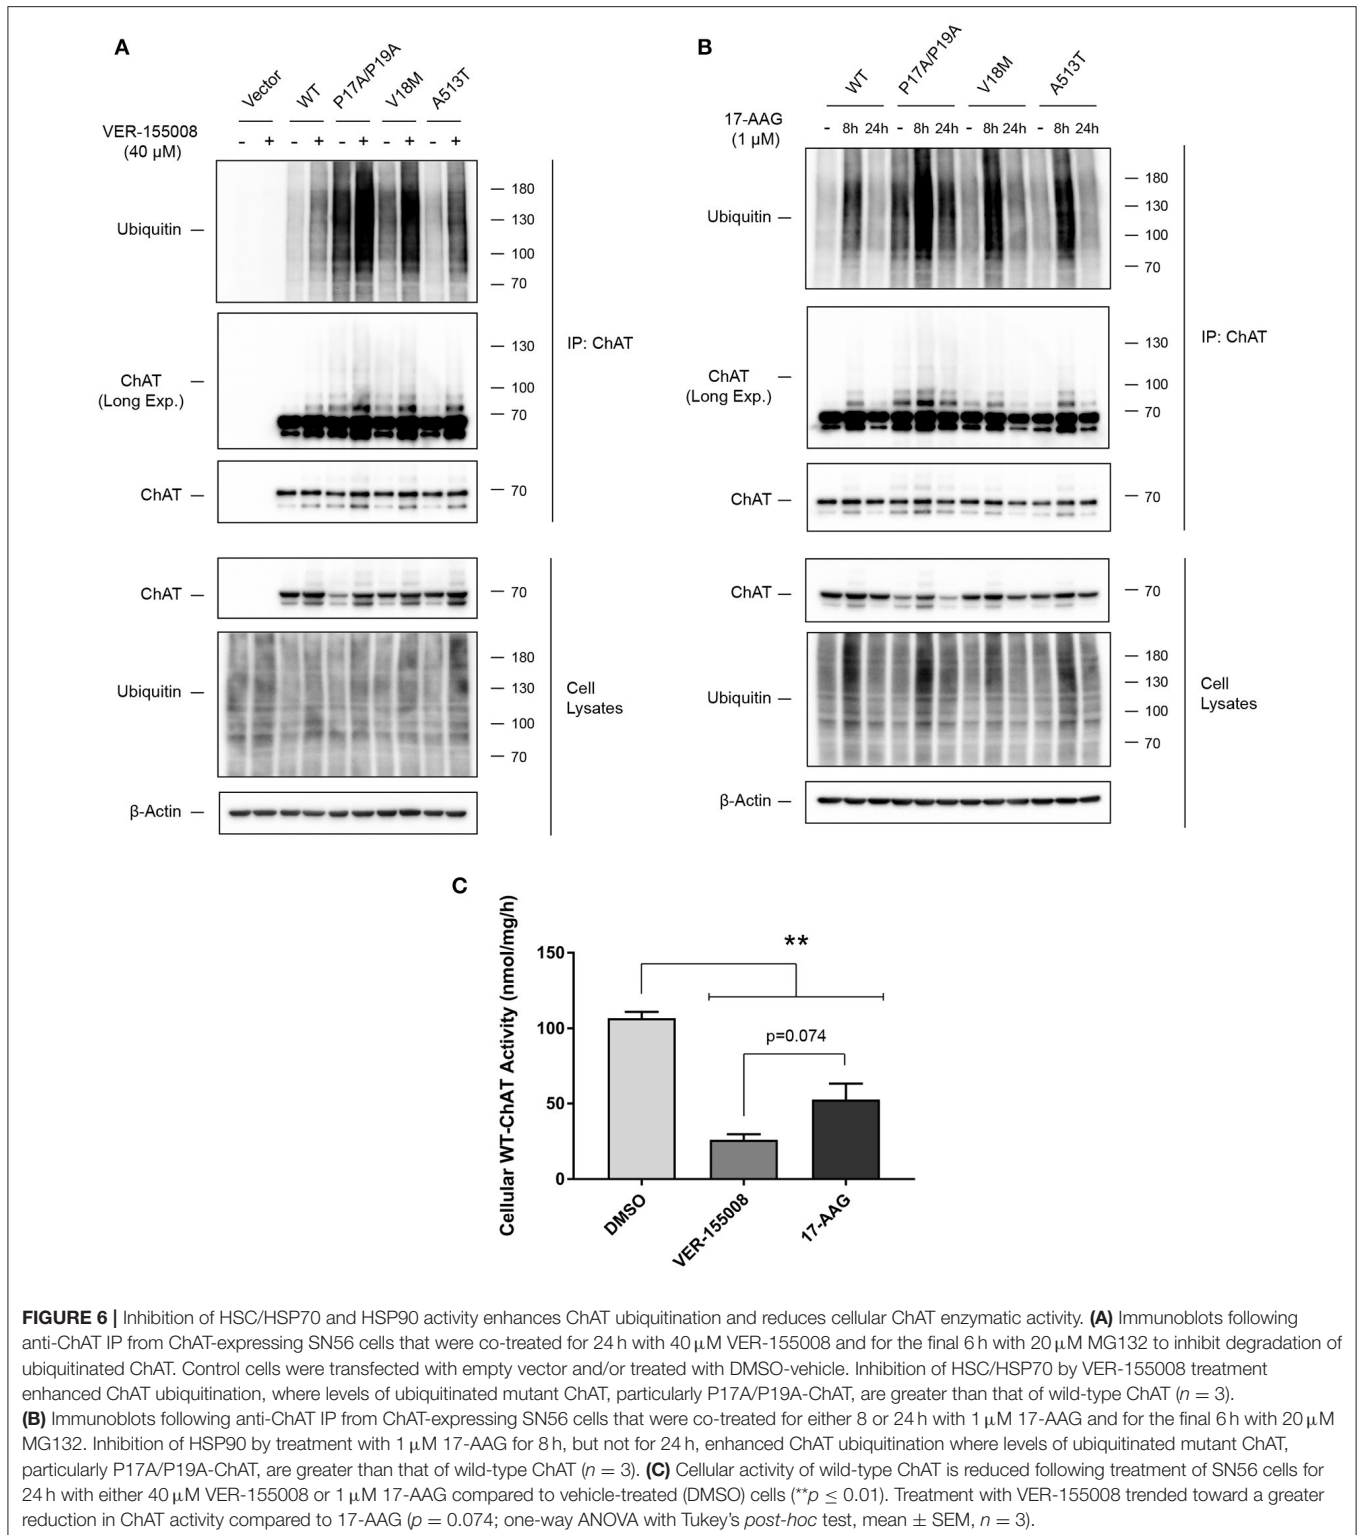 A
Vector
WT
P17A/P19A
V18M
A513T
VER-155008
(40 µM)
- + - + - + - + - +
Ubiquitin
180
130
100
70
ChAT
(Long Exp.)
130
100
70
IP: ChAT
ChAT
70
ChAT
70
Ubiquitin
180
130
100
70
Cell
Lysates
β-Actin
B
WT
P17A/P19A
V18M
A513T
17-AAG
(1 µM)
- 8h 24h - 8h 24h - 8h 24h - 8h 24h
Ubiquitin
180
130
100
70
ChAT
(Long Exp.)
130
100
70
IP: ChAT
ChAT
70
ChAT
70
Ubiquitin
180
130
100
70
Cell
Lysates
β-Actin
C
Cellular WT-ChAT Activity (nmol/mg/h)
150
100
50
0
**
p=0.074
DMSO
VER-155008
17-AAG
FIGURE 6 | Inhibition of HSC/HSP70 and HSP90 activity enhances ChAT ubiquitination and reduces cellular ChAT enzymatic activity. (A) Immunoblots following
anti-ChAT IP from ChAT-expressing SN56 cells that were co-treated for 24 h with 40 µM VER-155008 and for the final 6 h with 20 µM MG132 to inhibit degradation of
ubiquitinated ChAT. Control cells were transfected with empty vector and/or treated with DMSO-vehicle. Inhibition of HSC/HSP70 by VER-155008 treatment
enhanced ChAT ubiquitination, where levels of ubiquitinated mutant ChAT, particularly P17A/P19A-ChAT, are greater than that of wild-type ChAT (n = 3).
(B) Immunoblots following anti-ChAT IP from ChAT-expressing SN56 cells that were co-treated for either 8 or 24 h with 1 µM 17-AAG and for the final 6 h with 20 µM
MG132. Inhibition of HSP90 by treatment with 1 µM 17-AAG for 8 h, but not for 24 h, enhanced ChAT ubiquitination where levels of ubiquitinated mutant ChAT,
particularly P17A/P19A-ChAT, are greater than that of wild-type ChAT (n = 3). (C) Cellular activity of wild-type ChAT is reduced following treatment of SN56 cells for
24 h with either 40 µM VER-155008 or 1 µM 17-AAG compared to vehicle-treated (DMSO) cells (**p ≤ 0.01). Treatment with VER-155008 trended toward a greater
reduction in ChAT activity compared to 17-AAG (p = 0.074; one-way ANOVA with Tukey's post-hoc test, mean ± SEM, n = 3).